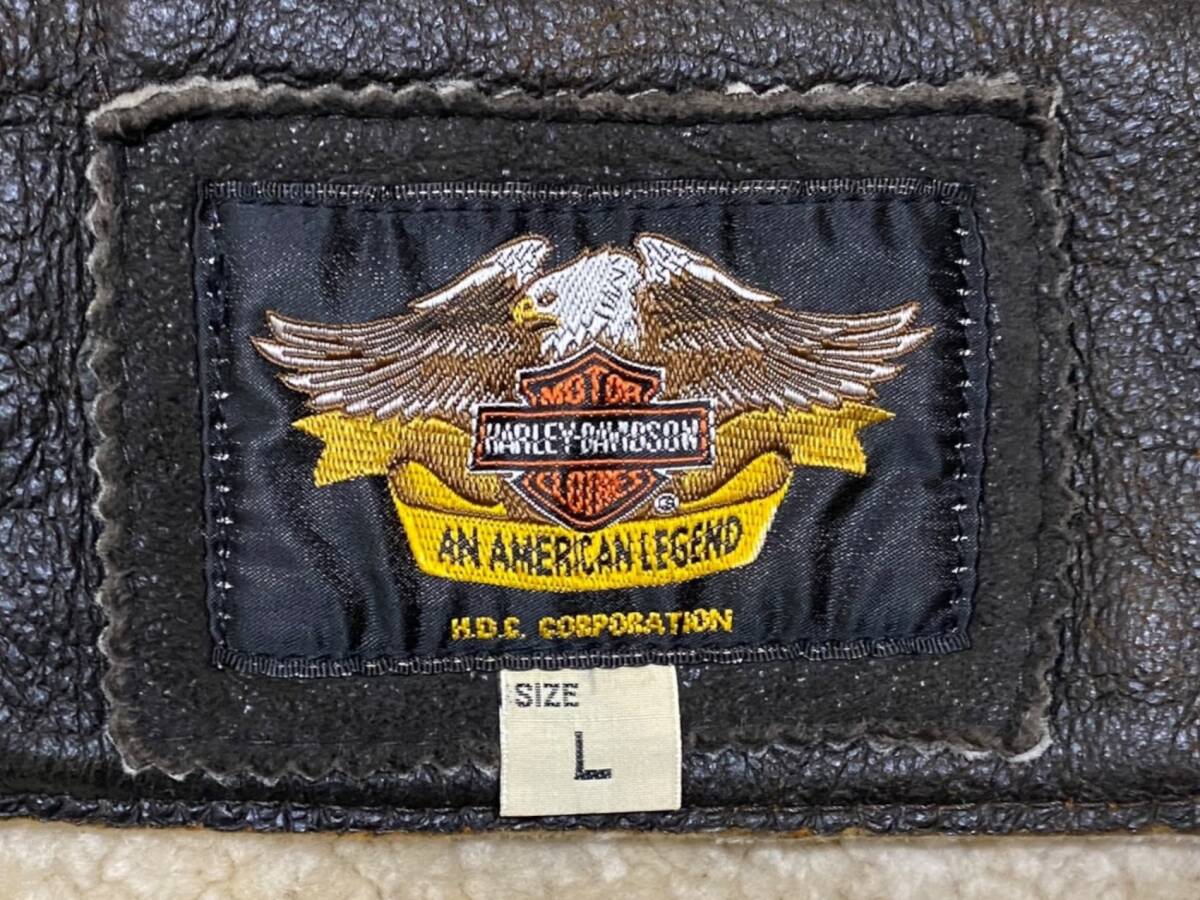 MOTOR
HARLEY-DAVIDSON
CLOTHES
®
AN AMERICAN LEGEND
H.D.C. CORPORATION
SIZE
L